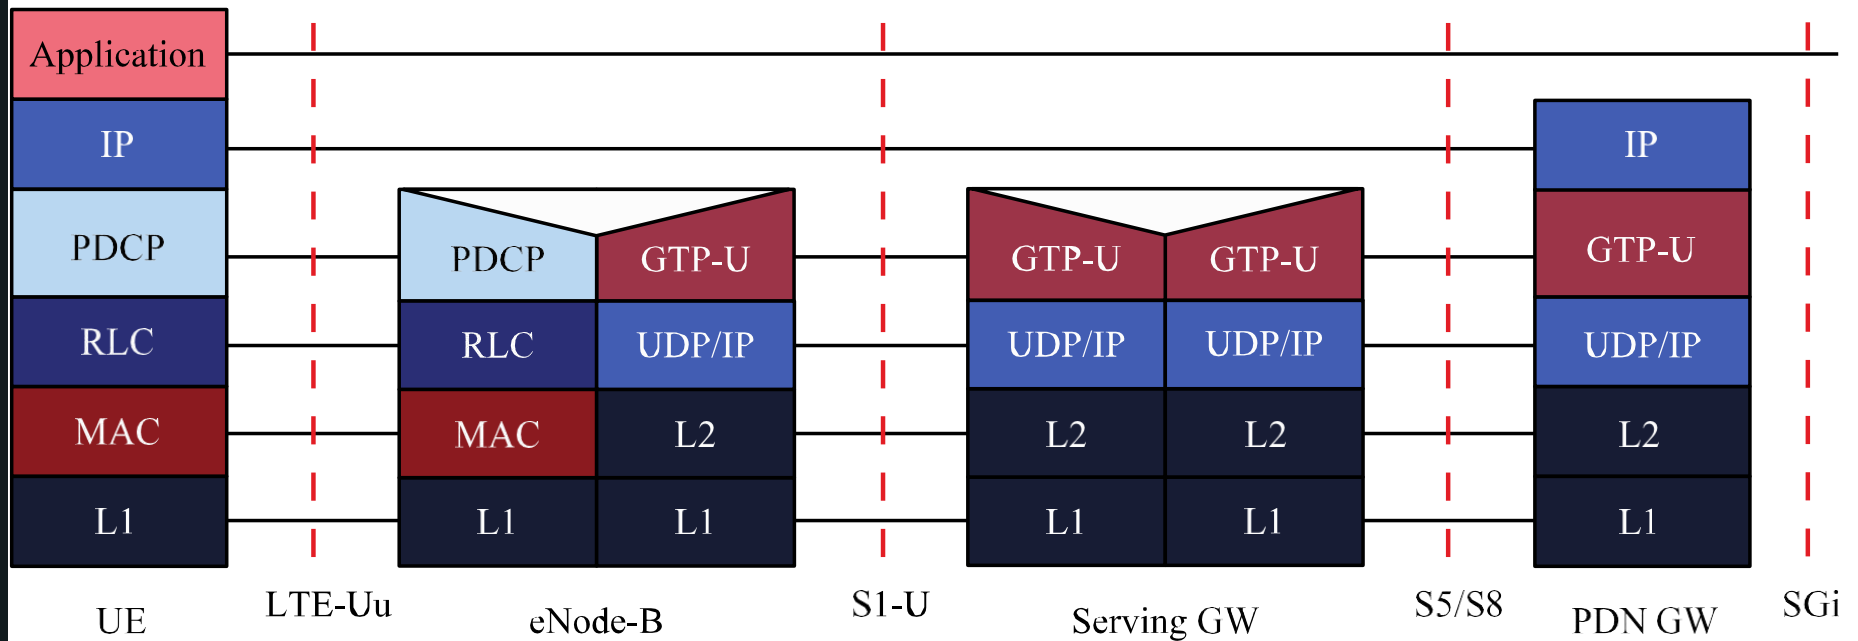 Application
IP
IP
PDCP
PDCP
GTP-U
GTP-U
GTP-U
GTP-U
RLC
RLC
UDP/IP
UDP/IP
UDP/IP
UDP/IP
MAC
MAC
L2
L2
L2
L2
L1
L1
L1
L1
L1
L1
UE
LTE-Uu
eNode-B
S1-U
Serving GW
S5/S8
PDN GW
SGi